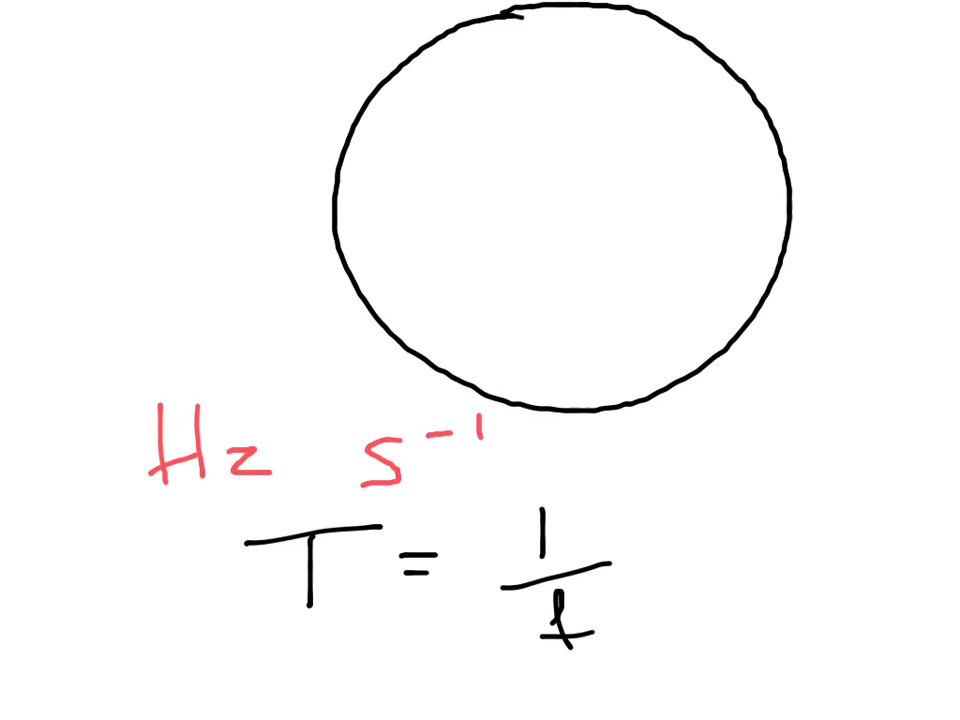 Hz s⁻¹
T = 1/f